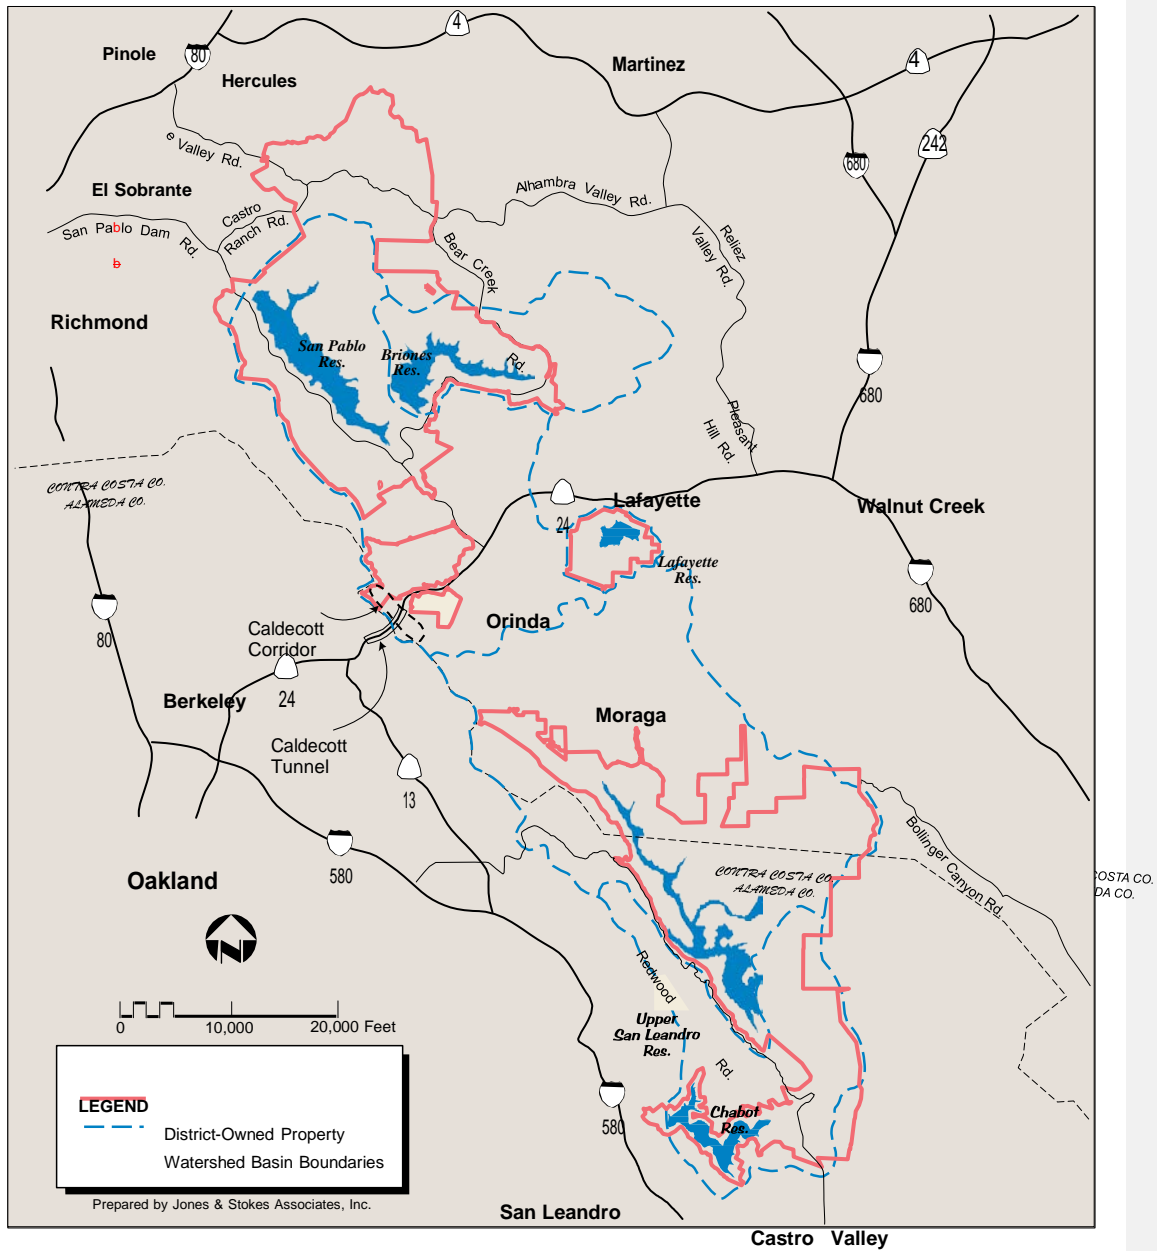 4
Pinole
80
Hercules
Martinez
4
242
680
e Valley Rd.
El Sobrante
Alhambra Valley Rd.
Castro
Ranch Rd.
San Pablo Dam Rd.
b
Reliez
Valley Rd.
Bear Creek
Rd.
Richmond
San Pablo
Res.
Briones
Res.
680
Pleasant
Hill Rd.
CONTRA COSTA CO.
ALAMEDA CO.
24
Lafayette
Walnut Creek
Lafayette
Res.
680
80
Orinda
Caldecott
Corridor
Berkeley
24
Moraga
Caldecott
Tunnel
13
580
Oakland
Bollinger Canyon Rd.
CONTRA COSTA CO.
ALAMEDA CO.
COSTA CO.
DA CO.
N
Redwood
Rd.
0 10,000 20,000 Feet
Upper
San Leandro
Res.
580
Chabot
Res.
LEGEND
District-Owned Property
Watershed Basin Boundaries
Prepared by Jones & Stokes Associates, Inc.
San Leandro
Castro Valley